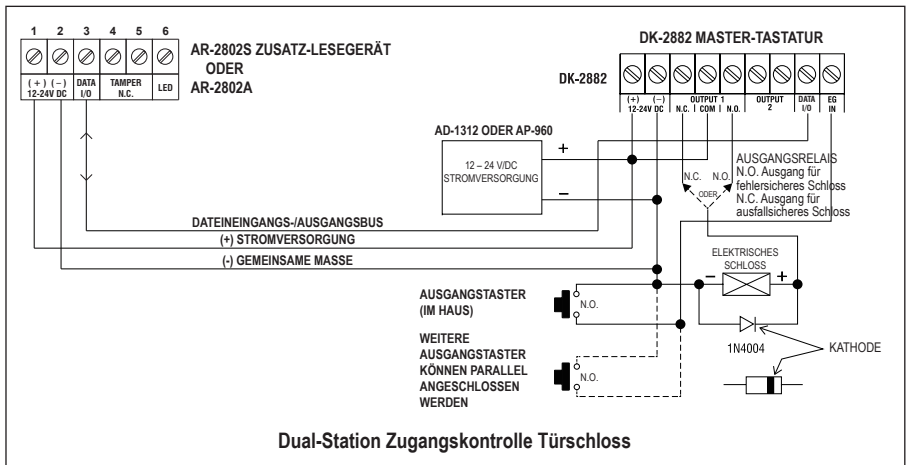 1 2 3 4 5 6
AR-2802S ZUSATZ-LESEGERÄT
ODER
AR-2802A
( + ) ( – ) DATA TAMPER LED
12-24V DC I/O N.C.
DK-2882 MASTER-TASTATUR
DK-2882
(+) (–) OUTPUT 1 OUTPUT DATA EG
12-24V DC N.C. COM N.O. 2 I/O IN
AD-1312 ODER AP-960
12 – 24 V/DC
STROMVERSORGUNG
+
–
N.C. N.O.
ODER
AUSGANGSRELAIS
N.O. Ausgang für
fehlersicheres Schloss
N.C. Ausgang für
ausfallsicheres Schloss
DATEINEINGANGS-/AUSGANGSBUS
(+) STROMVERSORGUNG
(-) GEMEINSAME MASSE
ELEKTRISCHES
SCHLOSS
– +
AUSGANGSTASTER
(IM HAUS)
N.O.
1N4004
KATHODE
WEITERE
AUSGANGSTASTER
KÖNNEN PARALLEL
ANGESCHLOSSEN
WERDEN
N.O.
Dual-Station Zugangskontrolle Türschloss